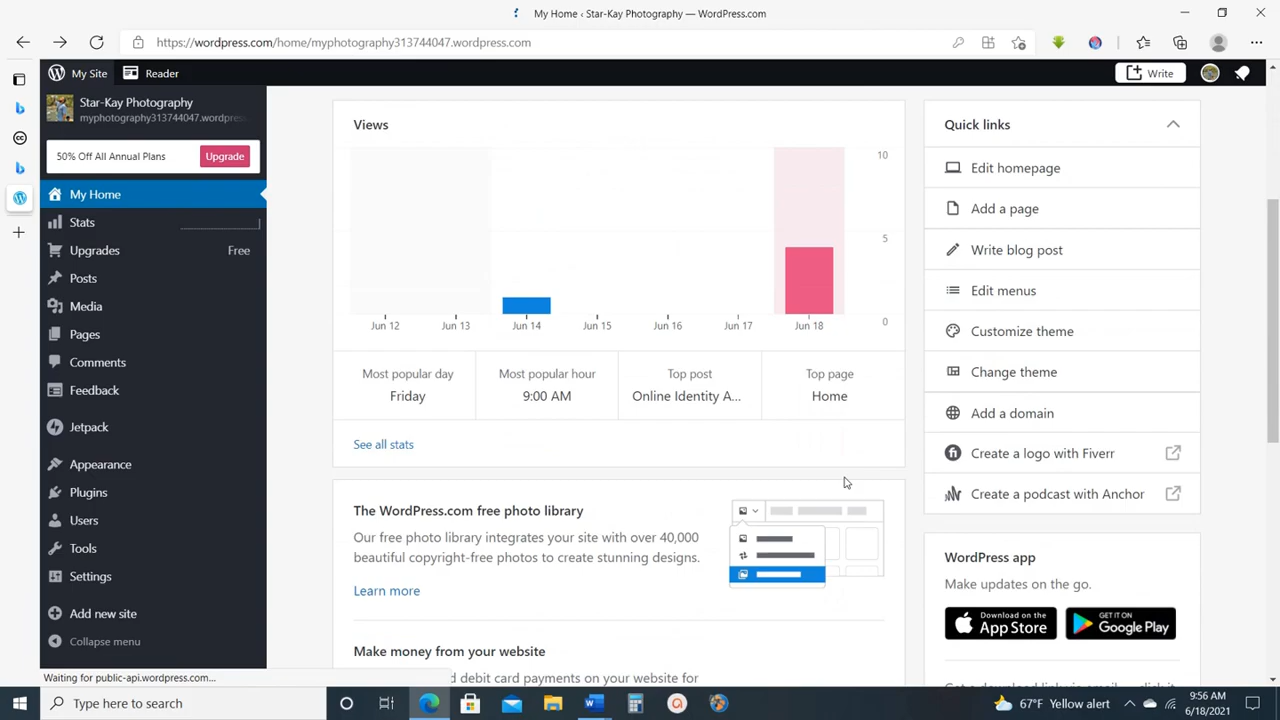 My Home ‹ Star-Kay Photography — WordPress.com
https://wordpress.com/home/myphotography313744047.wordpress.com
My Site
Reader
Write
Star-Kay Photography
myphotography313744047.wordpress
50% Off All Annual Plans
Upgrade
My Home
Stats
Upgrades
Free
Posts
Media
Pages
Comments
Feedback
Jetpack
Appearance
Plugins
Users
Tools
Settings
Add new site
Collapse menu
Waiting for public-api.wordpress.com...
Views
10
5
0
Jun 12
Jun 13
Jun 14
Jun 15
Jun 16
Jun 17
Jun 18
Most popular day
Friday
Most popular hour
9:00 AM
Top post
Online Identity A...
Top page
Home
See all stats
The WordPress.com free photo library
Our free photo library integrates your site with over 40,000
beautiful copyright-free photos to create stunning designs.
Learn more
Make money from your website
d debit card payments on your website for
Quick links
Edit homepage
Add a page
Write blog post
Edit menus
Customize theme
Change theme
Add a domain
Create a logo with Fiverr
Create a podcast with Anchor
WordPress app
Make updates on the go.
Download on the
App Store
GET IT ON
Google Play
Type here to search
67°F Yellow alert
9:56 AM
6/18/2021